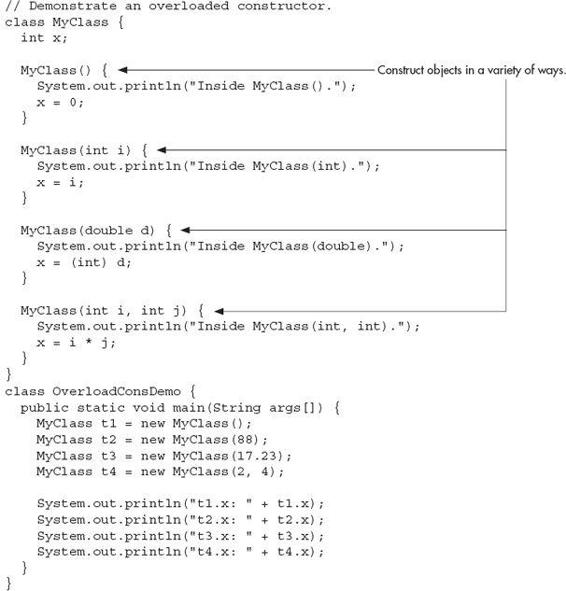 // Demonstrate an overloaded constructor.
class MyClass {
  int x;

  MyClass() {
Construct objects in a variety of ways.
    System.out.println("Inside MyClass().");
    x = 0;
  }

  MyClass(int i) {
    System.out.println("Inside MyClass(int).");
    x = i;
  }

  MyClass(double d) {
    System.out.println("Inside MyClass(double).");
    x = (int) d;
  }

  MyClass(int i, int j) {
    System.out.println("Inside MyClass(int, int).");
    x = i * j;
  }
}
class OverloadConsDemo {
  public static void main(String args[]) {
    MyClass t1 = new MyClass();
    MyClass t2 = new MyClass(88);
    MyClass t3 = new MyClass(17.23);
    MyClass t4 = new MyClass(2, 4);

    System.out.println("t1.x: " + t1.x);
    System.out.println("t2.x: " + t2.x);
    System.out.println("t3.x: " + t3.x);
    System.out.println("t4.x: " + t4.x);
  }
}